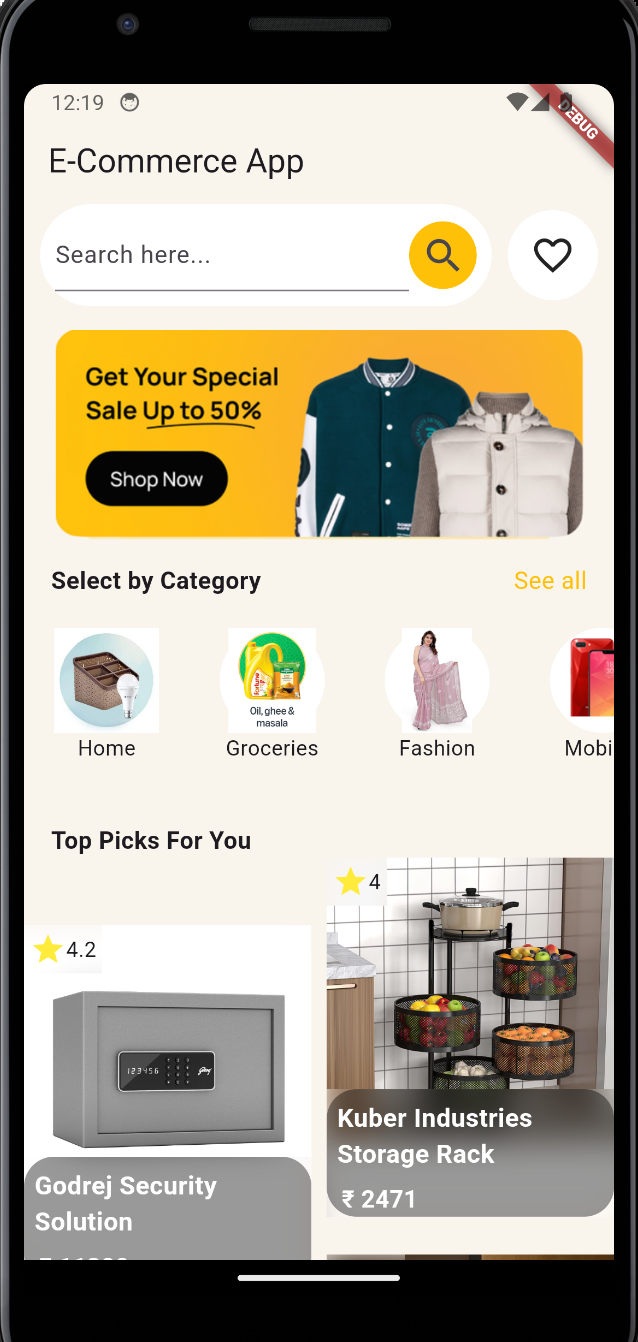 12:19
DEBUG
E-Commerce App
Search here...
Get Your Special
Sale Up to 50%
Shop Now
Select by Category
See all
Fortune
Oil, ghee &
masala
Home
Groceries
Fashion
Mobi
Top Picks For You
4
4.2
123456
Godrej
Kuber Industries
Storage Rack
₹ 2471
Godrej Security
Solution